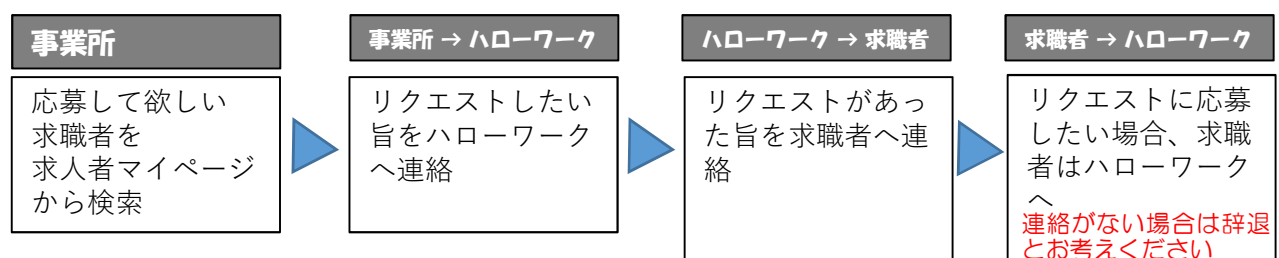 事業所
応募して欲しい
求職者を
求人者マイページ
から検索
事業所 → ハローワーク
リクエストしたい
旨をハローワーク
へ連絡
ハローワーク → 求職者
リクエストがあっ
た旨を求職者へ連
絡
求職者 → ハローワーク
リクエストに応募
したい場合、求職
者はハローワーク
へ
連絡がない場合は辞退
とお考えください